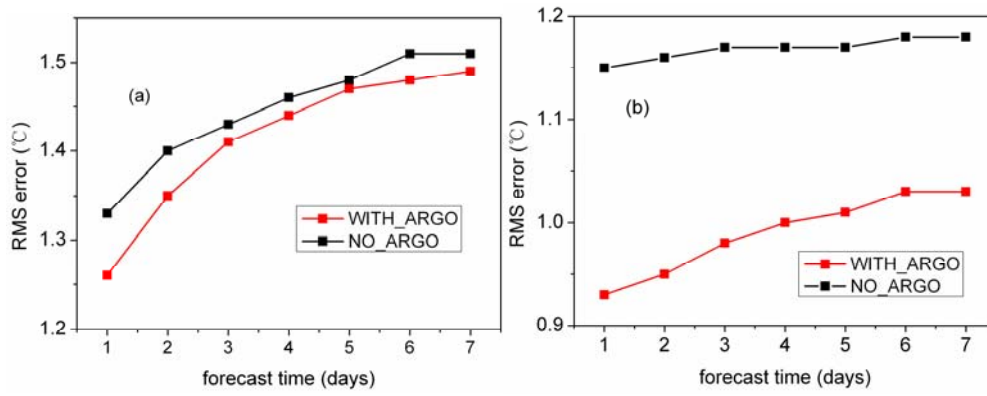 (a)
RMS error (℃)
1.5
1.4
1.3
1.2
WITH_ARGO
NO_ARGO
1 2 3 4 5 6 7
forecast time (days)
(b)
RMS error (℃)
1.2
1.1
1.0
0.9
WITH_ARGO
NO_ARGO
1 2 3 4 5 6 7
forecast time (days)